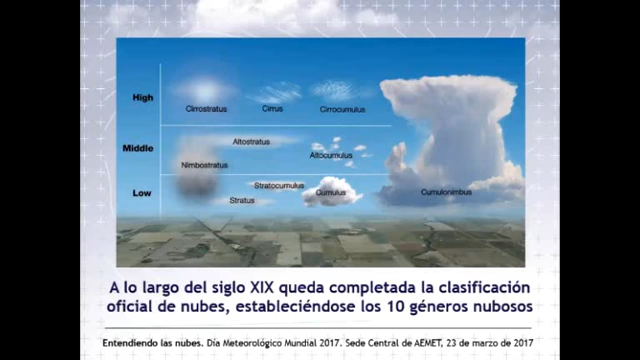 High
Cirrostratus
Cirrus
Cirrocumulus
Middle
Altostratus
Altocumulus
Nimbostratus
Low
Stratocumulus
Cumulus
Cumulonimbus
Stratus
A lo largo del siglo XIX queda completada la clasificación
oficial de nubes, estableciéndose los 10 géneros nubosos
Entendiendo las nubes. Día Meteorológico Mundial 2017. Sede Central de AEMET, 23 de marzo de 2017